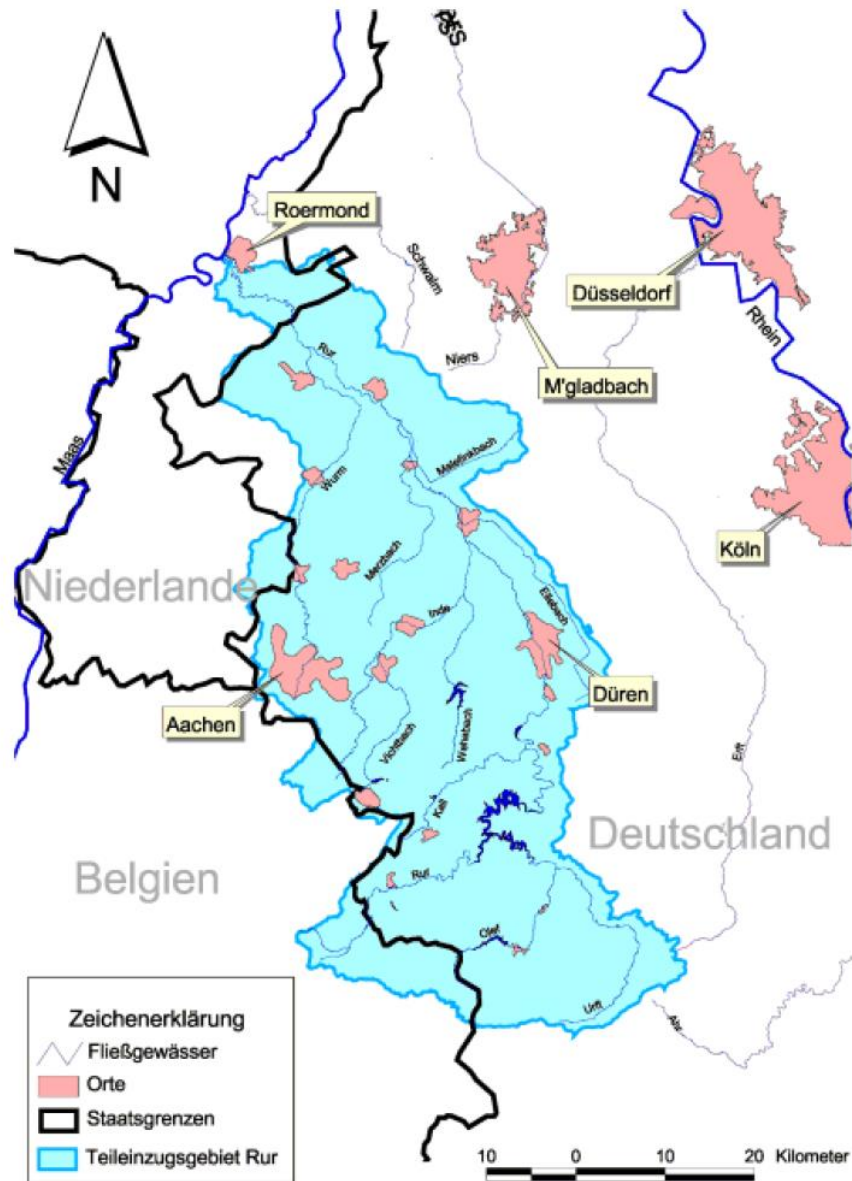 N
Roermond
Schwalm
Düsseldorf
Rhein
Rur
Niers
M'gladbach
Malefinkbach
Maas
Wurm
Köln
Merzbach
Niederlande
Inde
Ellebach
Düren
Aachen
Vichtbach
Wehebach
Erft
Kall
Deutschland
Belgien
Rur
Olef
Urft
Ahr
Zeichenerklärung
Fließgewässer
Orte
Staatsgrenzen
Teileinzugsgebiet Rur
10 0 10 20 Kilometer